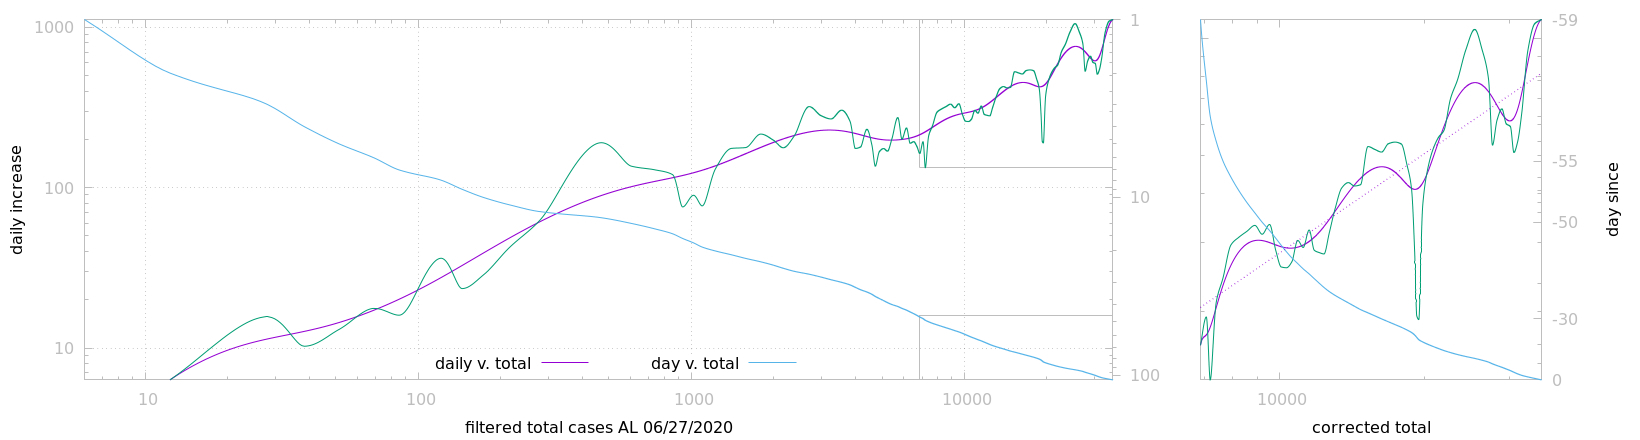 1000
100
10
daily increase
10
100
1000
10000
filtered total cases AL 06/27/2020
daily v. total
day v. total
1
10
100
10000
corrected total
-59
-55
-50
-30
0
day since